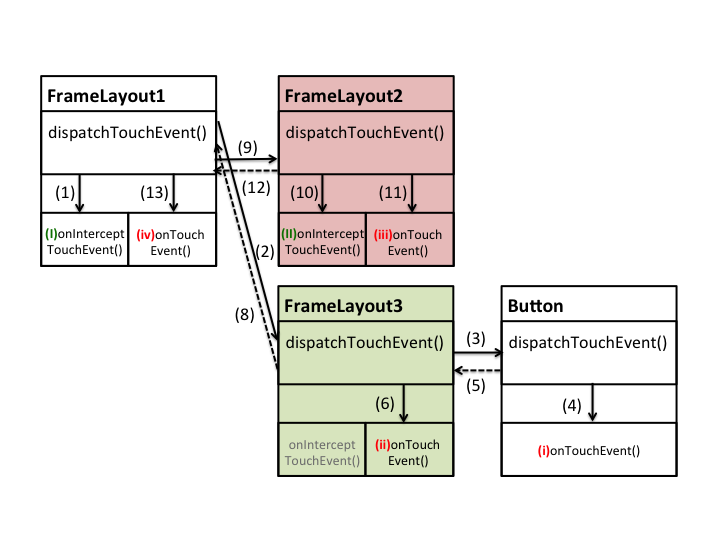 FrameLayout1
dispatchTouchEvent()
(1)
(13)
(I)onIntercept
TouchEvent()
(iv)onTouch
Event()
(9)
(12)
FrameLayout2
dispatchTouchEvent()
(10)
(11)
(II)onIntercept
TouchEvent()
(iii)onTouch
Event()
(2)
(8)
FrameLayout3
dispatchTouchEvent()
(6)
onIntercept
TouchEvent()
(ii)onTouch
Event()
(3)
(5)
Button
dispatchTouchEvent()
(4)
(i)onTouchEvent()